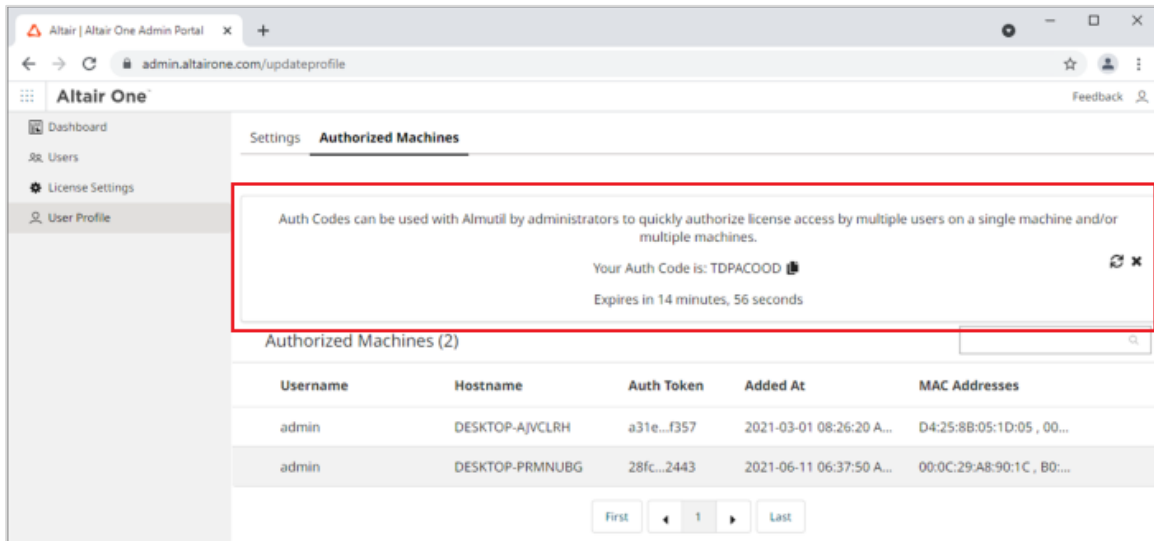 Altair | Altair One Admin Portal
admin.altairone.com/updateprofile
Altair One
Feedback
Dashboard
Users
License Settings
User Profile
Settings Authorized Machines
Auth Codes can be used with Almutil by administrators to quickly authorize license access by multiple users on a single machine and/or
multiple machines.
Your Auth Code is: TDPACOOD
Expires in 14 minutes, 56 seconds
Authorized Machines (2)
Username Hostname Auth Token Added At MAC Addresses
admin DESKTOP-AJVCLRH a31e...f357 2021-03-01 08:26:20 A... D4:25:8B:05:1D:05 , 00...
admin DESKTOP-PRMNUBG 28fc...2443 2021-06-11 06:37:50 A... 00:0C:29:A8:90:1C , B0:...
First 1 Last